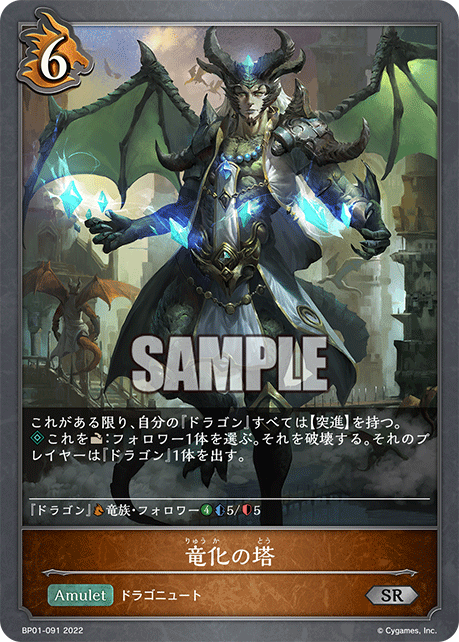 6
SAMPLE
これがある限り、自分の『ドラゴン』すべては【突進】を持つ。
これを:フォロワー1体を選ぶ。それを破壊する。それのプ
レイヤーは『ドラゴン』1体を出す。
『ドラゴン』竜族・フォロワー4 5/5
りゅうか とう
竜化の塔
Amulet ドラゴニュート SR
BP01-091 2022 © Cygames, Inc.